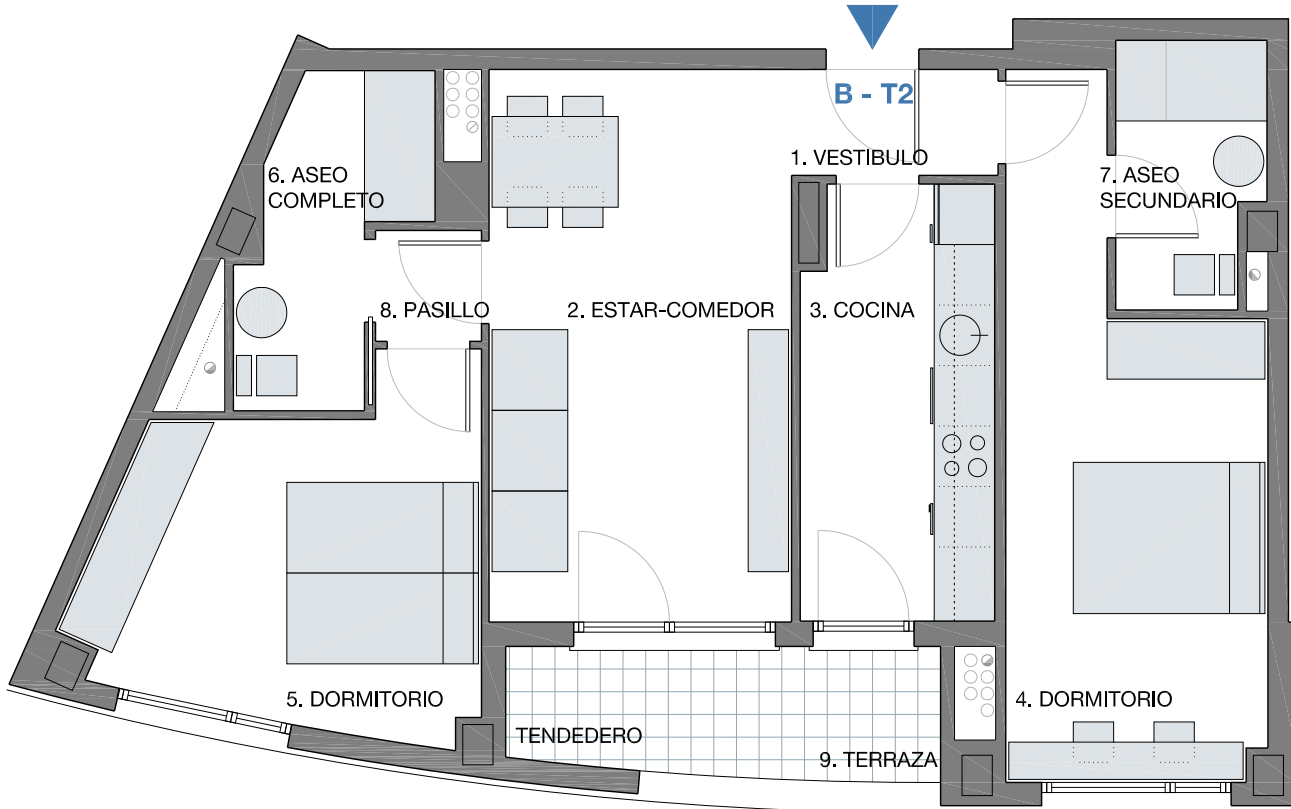 B - T2
1. VESTIBULO
6. ASEO
COMPLETO
7. ASEO
SECUNDARIO
8. PASILLO
2. ESTAR-COMEDOR
3. COCINA
5. DORMITORIO
4. DORMITORIO
TENDEDERO
9. TERRAZA